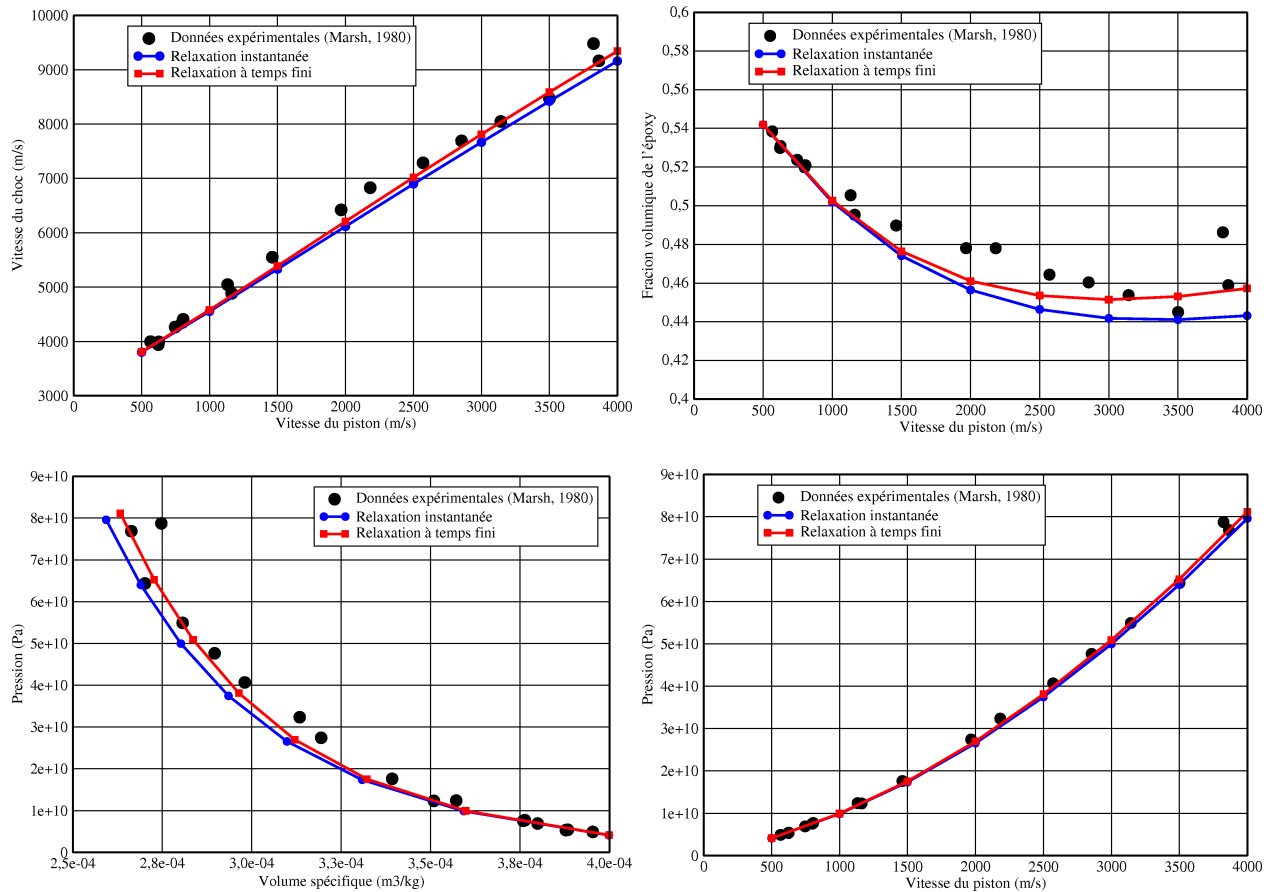 10000
9000
8000
7000
6000
5000
4000
3000
Vitesse du choc (m/s)
Données expérimentales (Marsh, 1980)
Relaxation instantanée
Relaxation à temps fini
0
500
1000
1500
2000
2500
3000
3500
4000
Vitesse du piston (m/s)
0,6
0,58
0,56
0,54
0,52
0,5
0,48
0,46
0,44
0,42
0,4
Fracion volumique de l'époxy
Données expérimentales (Marsh, 1980)
Relaxation instantanée
Relaxation à temps fini
0
500
1000
1500
2000
2500
3000
3500
4000
Vitesse du piston (m/s)
9e+10
8e+10
7e+10
6e+10
5e+10
4e+10
3e+10
2e+10
1e+10
0
Pression (Pa)
Données expérimentales (Marsh, 1980)
Relaxation instantanée
Relaxation à temps fini
2,5e-04
2,8e-04
3,0e-04
3,3e-04
3,5e-04
3,8e-04
4,0e-04
Volume spécifique (m3/kg)
9e+10
8e+10
7e+10
6e+10
5e+10
4e+10
3e+10
2e+10
1e+10
0
Pression (Pa)
Données expérimentales (Marsh, 1980)
Relaxation instantanée
Relaxation à temps fini
0
500
1000
1500
2000
2500
3000
3500
4000
Vitesse du piston (m/s)